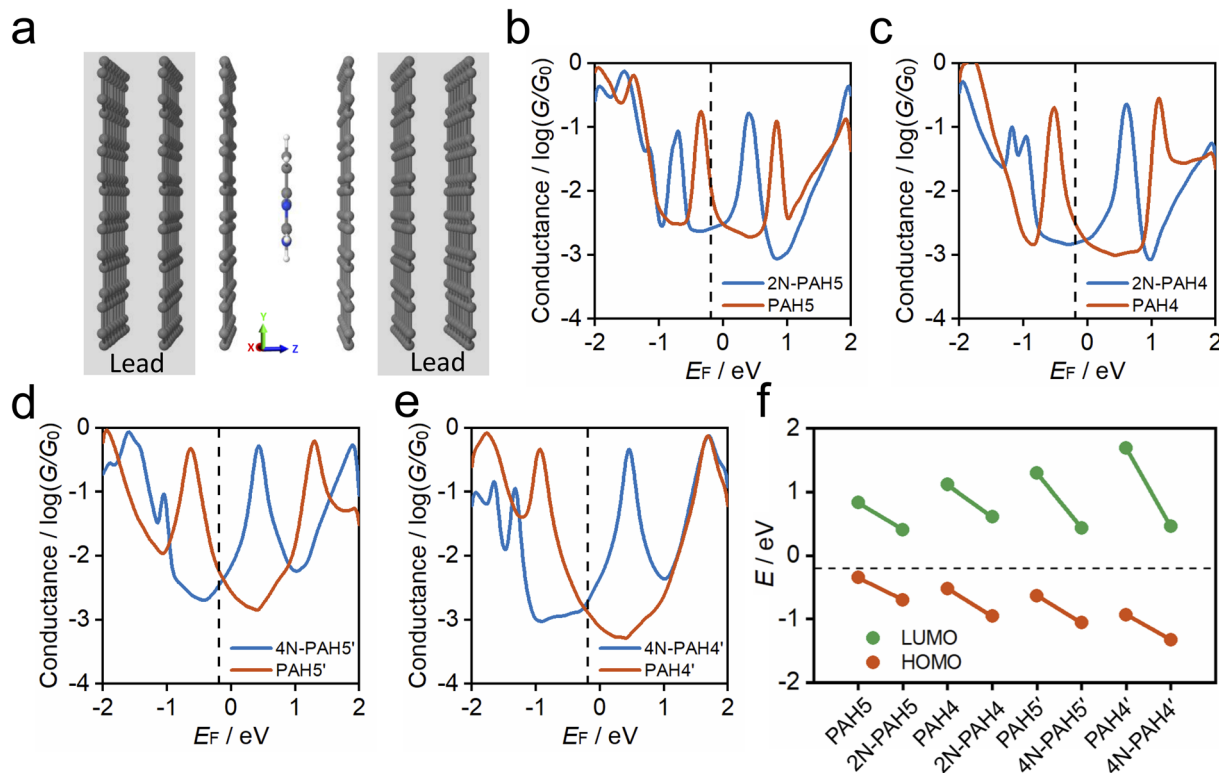 a
Lead
Lead
X
Y
Z
b
Conductance / log(G/G₀)
0
-1
-2
-3
-4
2N-PAH5
PAH5
-2 -1 0 1 2
EF / eV
c
Conductance / log(G/G₀)
0
-1
-2
-3
-4
2N-PAH4
PAH4
-2 -1 0 1 2
EF / eV
d
Conductance / log(G/G₀)
0
-1
-2
-3
-4
4N-PAH5'
PAH5'
-2 -1 0 1 2
EF / eV
e
Conductance / log(G/G₀)
0
-1
-2
-3
-4
4N-PAH4'
PAH4'
-2 -1 0 1 2
EF / eV
f
E / eV
2
1
0
-1
-2
LUMO
HOMO
PAH5
2N-PAH5
PAH4
2N-PAH4
PAH5'
4N-PAH5'
PAH4'
4N-PAH4'